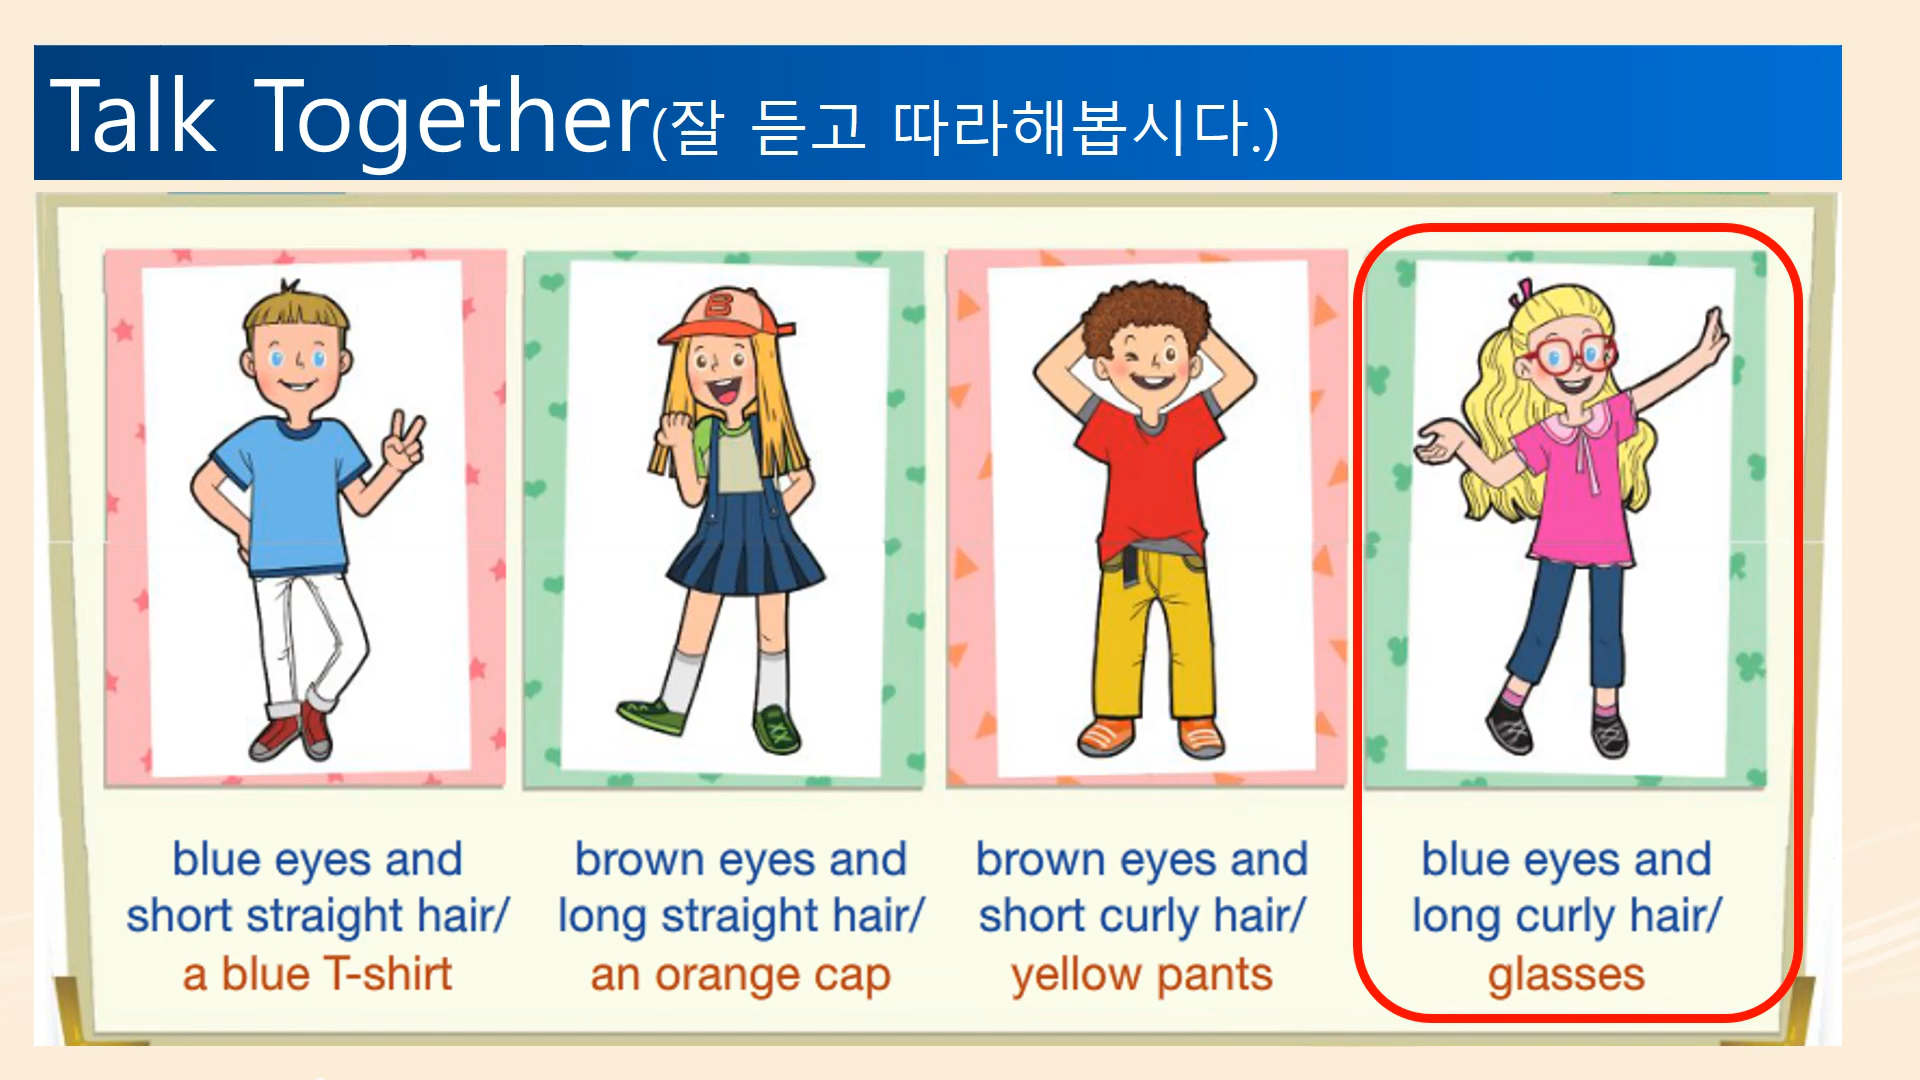 Talk Together(잘 듣고 따라해봅시다.)
B
blue eyes and
short straight hair/
a blue T-shirt
brown eyes and
long straight hair/
an orange cap
brown eyes and
short curly hair/
yellow pants
blue eyes and
long curly hair/
glasses